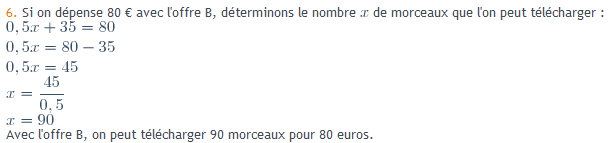 6. Si on dépense 80 € avec l'offre B, déterminons le nombre x de morceaux que l'on peut télécharger :
0,5x + 35 = 80
0,5x = 80 − 35
0,5x = 45
x = 45/0,5
x = 90
Avec l'offre B, on peut télécharger 90 morceaux pour 80 euros.